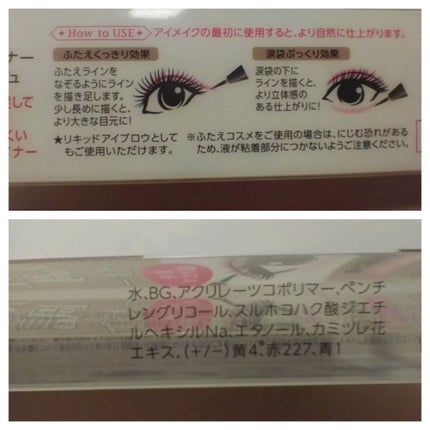 How to USE アイメイクの最初に使用すると、より自然に仕上がります。
ふたえくっきり効果
ふたえラインを
なぞるようにライン
を描き足します。
少し長めに描くと、
より大きな目元に!
★リキッドアイブロウとして
もご使用いただけます。
涙袋ぷっくり効果
涙袋の下に
ラインを描くと、
より立体感の
ある仕上がりに!
※ふたえコスメをご使用の場合は、にじむ恐れがある
ため、液が粘着部分につかないようご注意ください。
ナー
ュ
足して
くい
イナー
水、BG、アクリレーツコポリマー、ペンチ
レングリコール、スルホコハク酸ジエチ
ルヘキシルNa、エタノール、カミツレ花
エキス、(+/-)黄4、赤227、青1